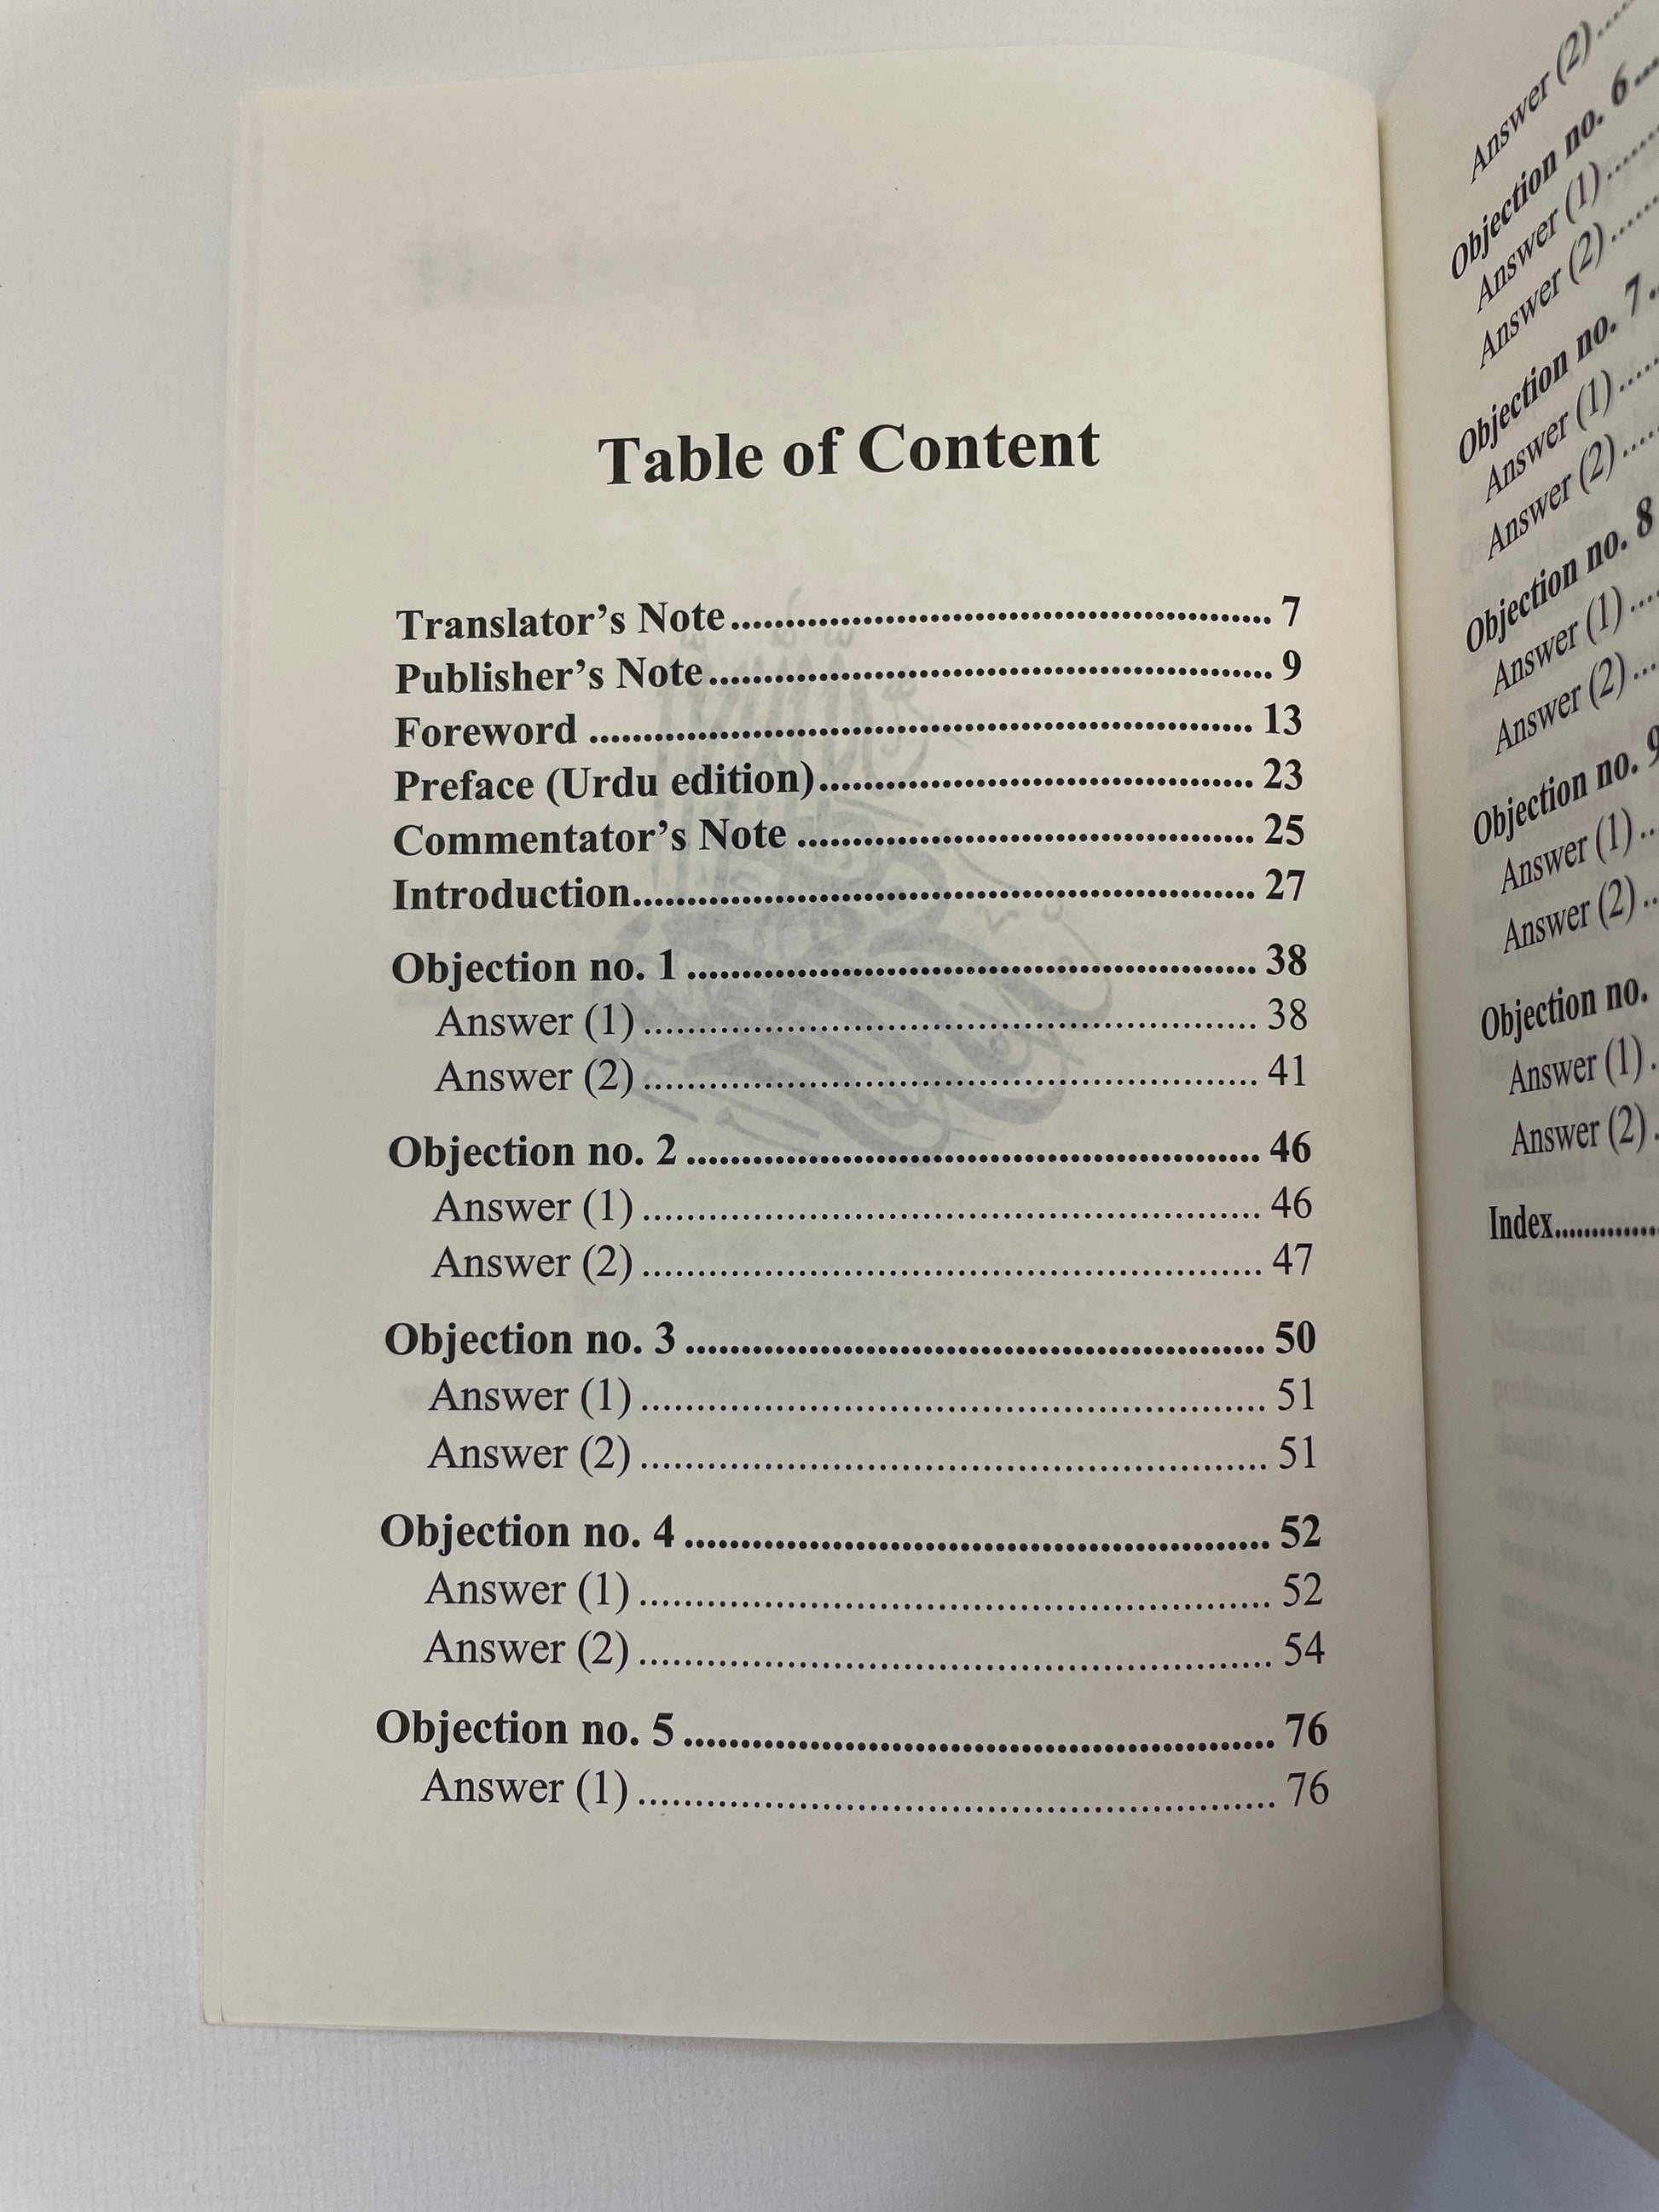 Table of Content
Translator's Note.................................................. 7
Publisher's Note.................................................... 9
Foreword ............................................................. 13
Preface (Urdu edition)........................................ 23
Commentator's Note .......................................... 25
Introduction......................................................... 27
Objection no. 1 .................................................... 38
Answer (1) ...................................................... 38
Answer (2) ...................................................... 41
Objection no. 2 .................................................... 46
Answer (1) ...................................................... 46
Answer (2) ...................................................... 47
Objection no. 3 .................................................... 50
Answer (1) ...................................................... 51
Answer (2) ...................................................... 51
Objection no. 4 .................................................... 52
Answer (1) ...................................................... 52
Answer (2) ...................................................... 54
Objection no. 5 .................................................... 76
Answer (1) ...................................................... 76
Answer (2) .....
Objection no. 6 ...
Answer (1) ......
Answer (2) ......
Objection no. 7 ..
Answer (1) .....
Answer (2) .....
Objection no. 8
Answer (1) ....
Answer (2) ...
Objection no. 9
Answer (1) ..
Answer (2) ..
Objection no.
Answer (1) .
Answer (2) .
Index..............